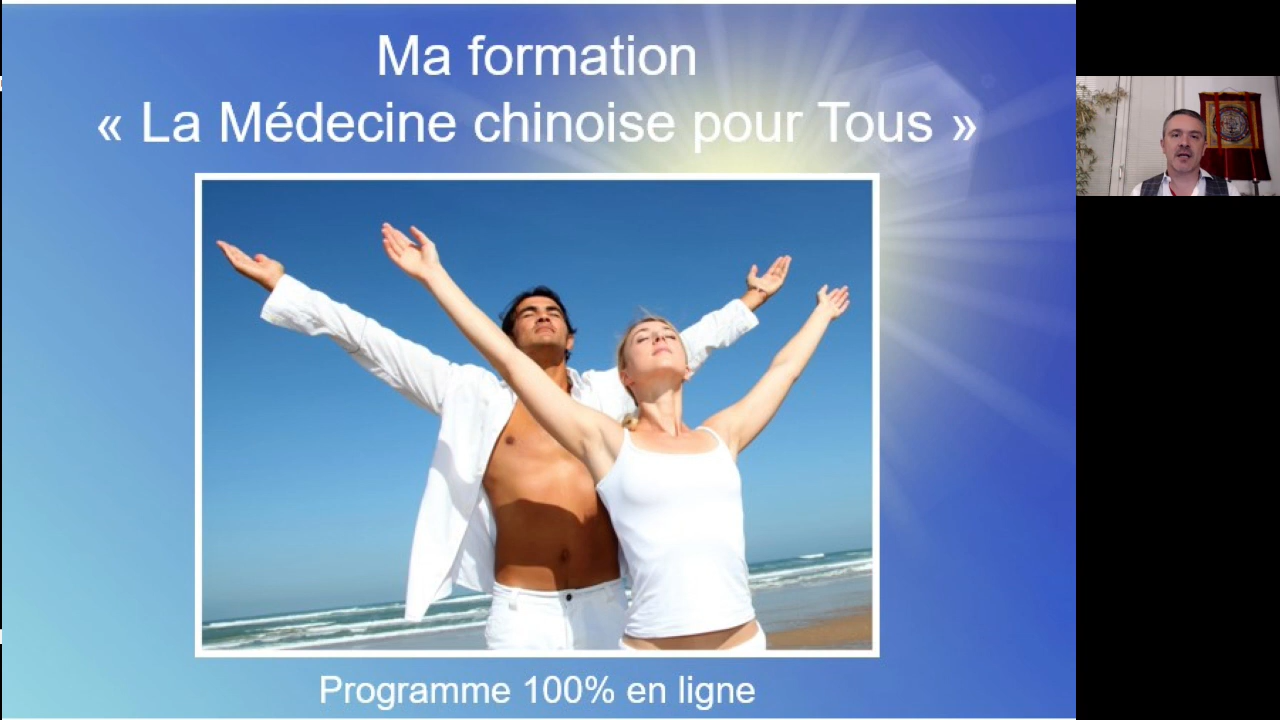 Ma formation
« La Médecine chinoise pour Tous »
Programme 100% en ligne